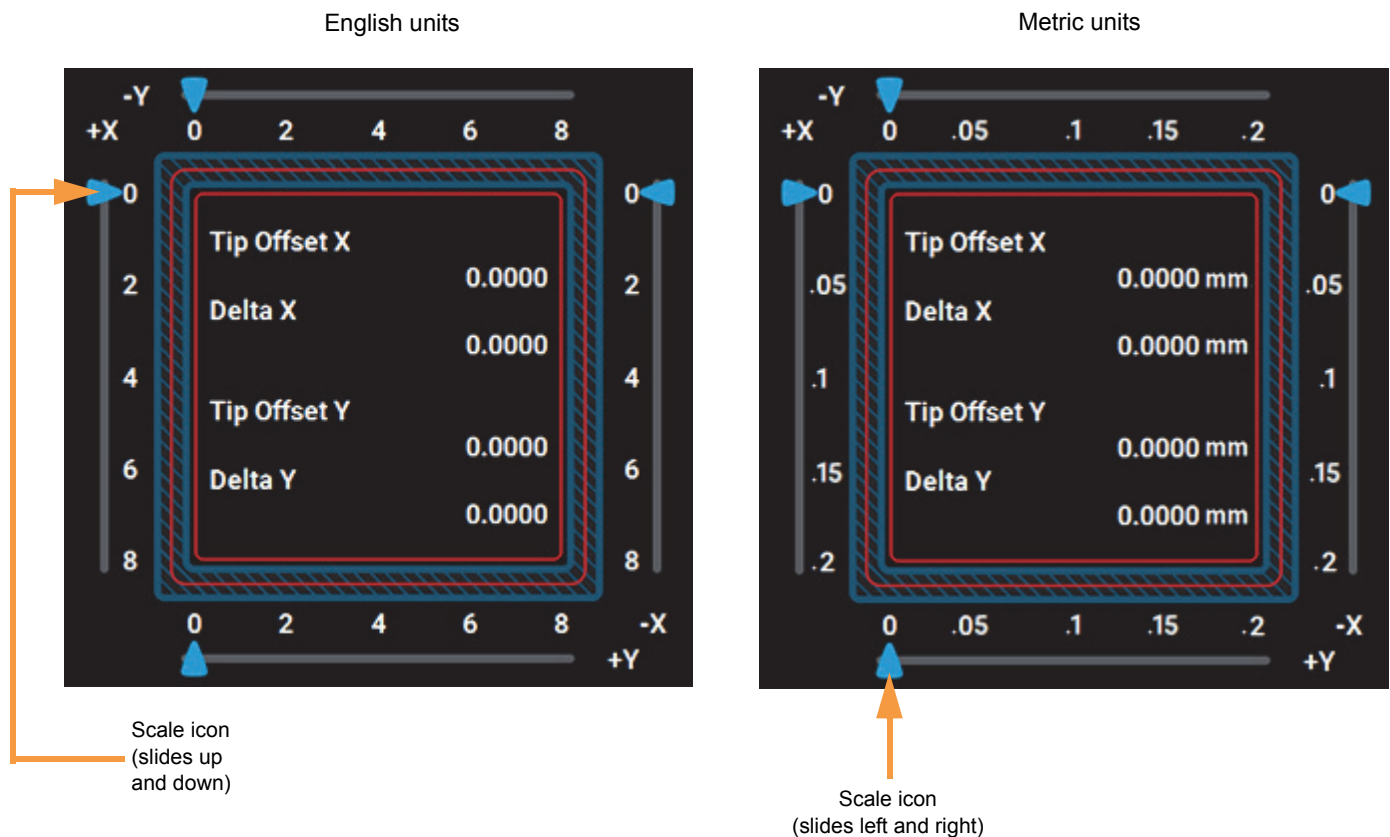 English units
Metric units
-Y
+X 0 2 4 6 8
0 0
Tip Offset X
0.0000
2 2
Delta X
0.0000
4 4
Tip Offset Y
0.0000
6 6
Delta Y
0.0000
8 8
0 2 4 6 8 -X
+Y
-Y
+X 0 .05 .1 .15 .2
0 0
Tip Offset X
0.0000 mm
.05 .05
Delta X
0.0000 mm
.1 .1
Tip Offset Y
0.0000 mm
.15 .15
Delta Y
0.0000 mm
.2 .2
0 .05 .1 .15 .2 -X
+Y
Scale icon
(slides up
and down)
Scale icon
(slides left and right)